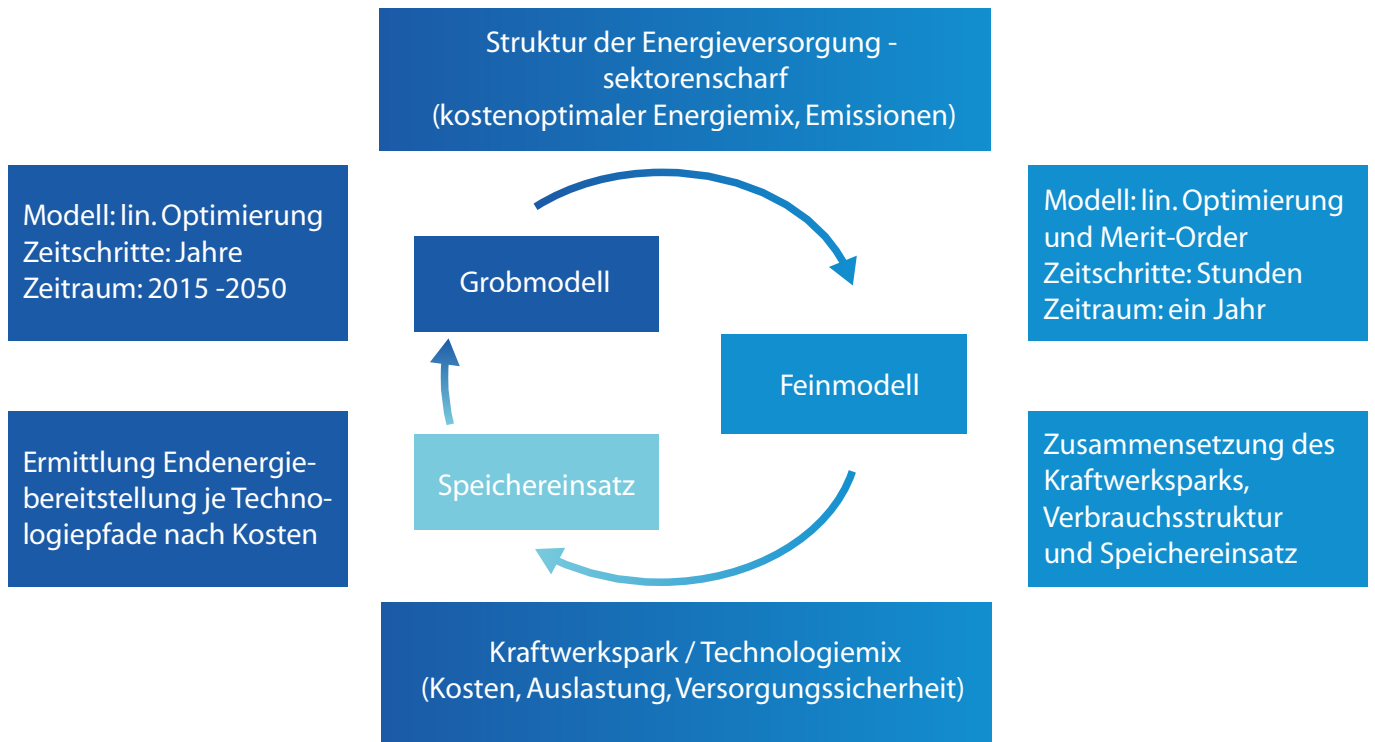 Struktur der Energieversorgung -
sektorenscharf
(kostenoptimaler Energiemix, Emissionen)
Modell: lin. Optimierung
Zeitschritte: Jahre
Zeitraum: 2015 -2050
Grobmodell
Modell: lin. Optimierung
und Merit-Order
Zeitschritte: Stunden
Zeitraum: ein Jahr
Feinmodell
Ermittlung Endenergie-
bereitstellung je Techno-
logiepfade nach Kosten
Speichereinsatz
Zusammensetzung des
Kraftwerksparks,
Verbrauchsstruktur
und Speichereinsatz
Kraftwerkspark / Technologiemix
(Kosten, Auslastung, Versorgungssicherheit)